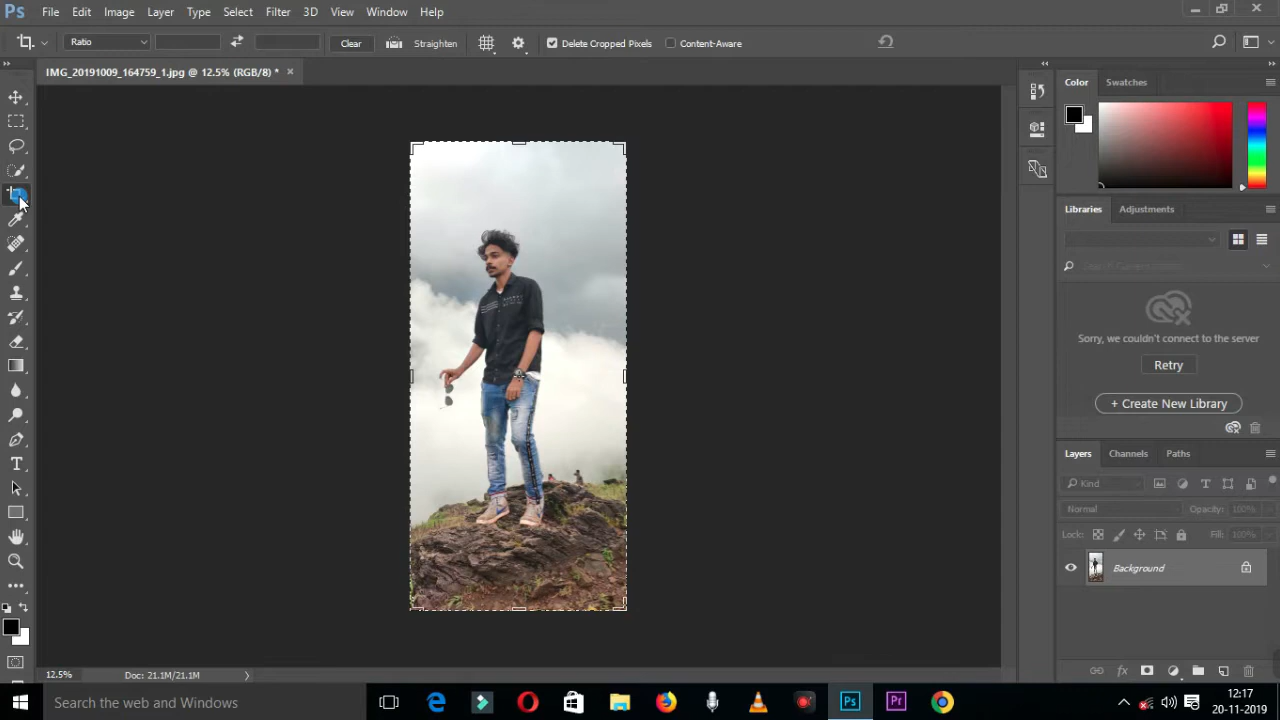 Ps File Edit Image Layer Type Select Filter 3D View Window Help
Ratio Clear Straighten Delete Cropped Pixels Content-Aware
IMG_20191009_164759_1.jpg @ 12.5% (RGB/8) * ×
Color Swatches
Libraries Adjustments
Sorry, we couldn't connect to the server
Retry
+ Create New Library
Layers Channels Paths
Kind
Normal Opacity: 100%
Lock: Fill: 100%
Background
12.5% Doc: 21.1M/21.1M
Search the web and Windows
Ps Pr
12:17
20-11-2019